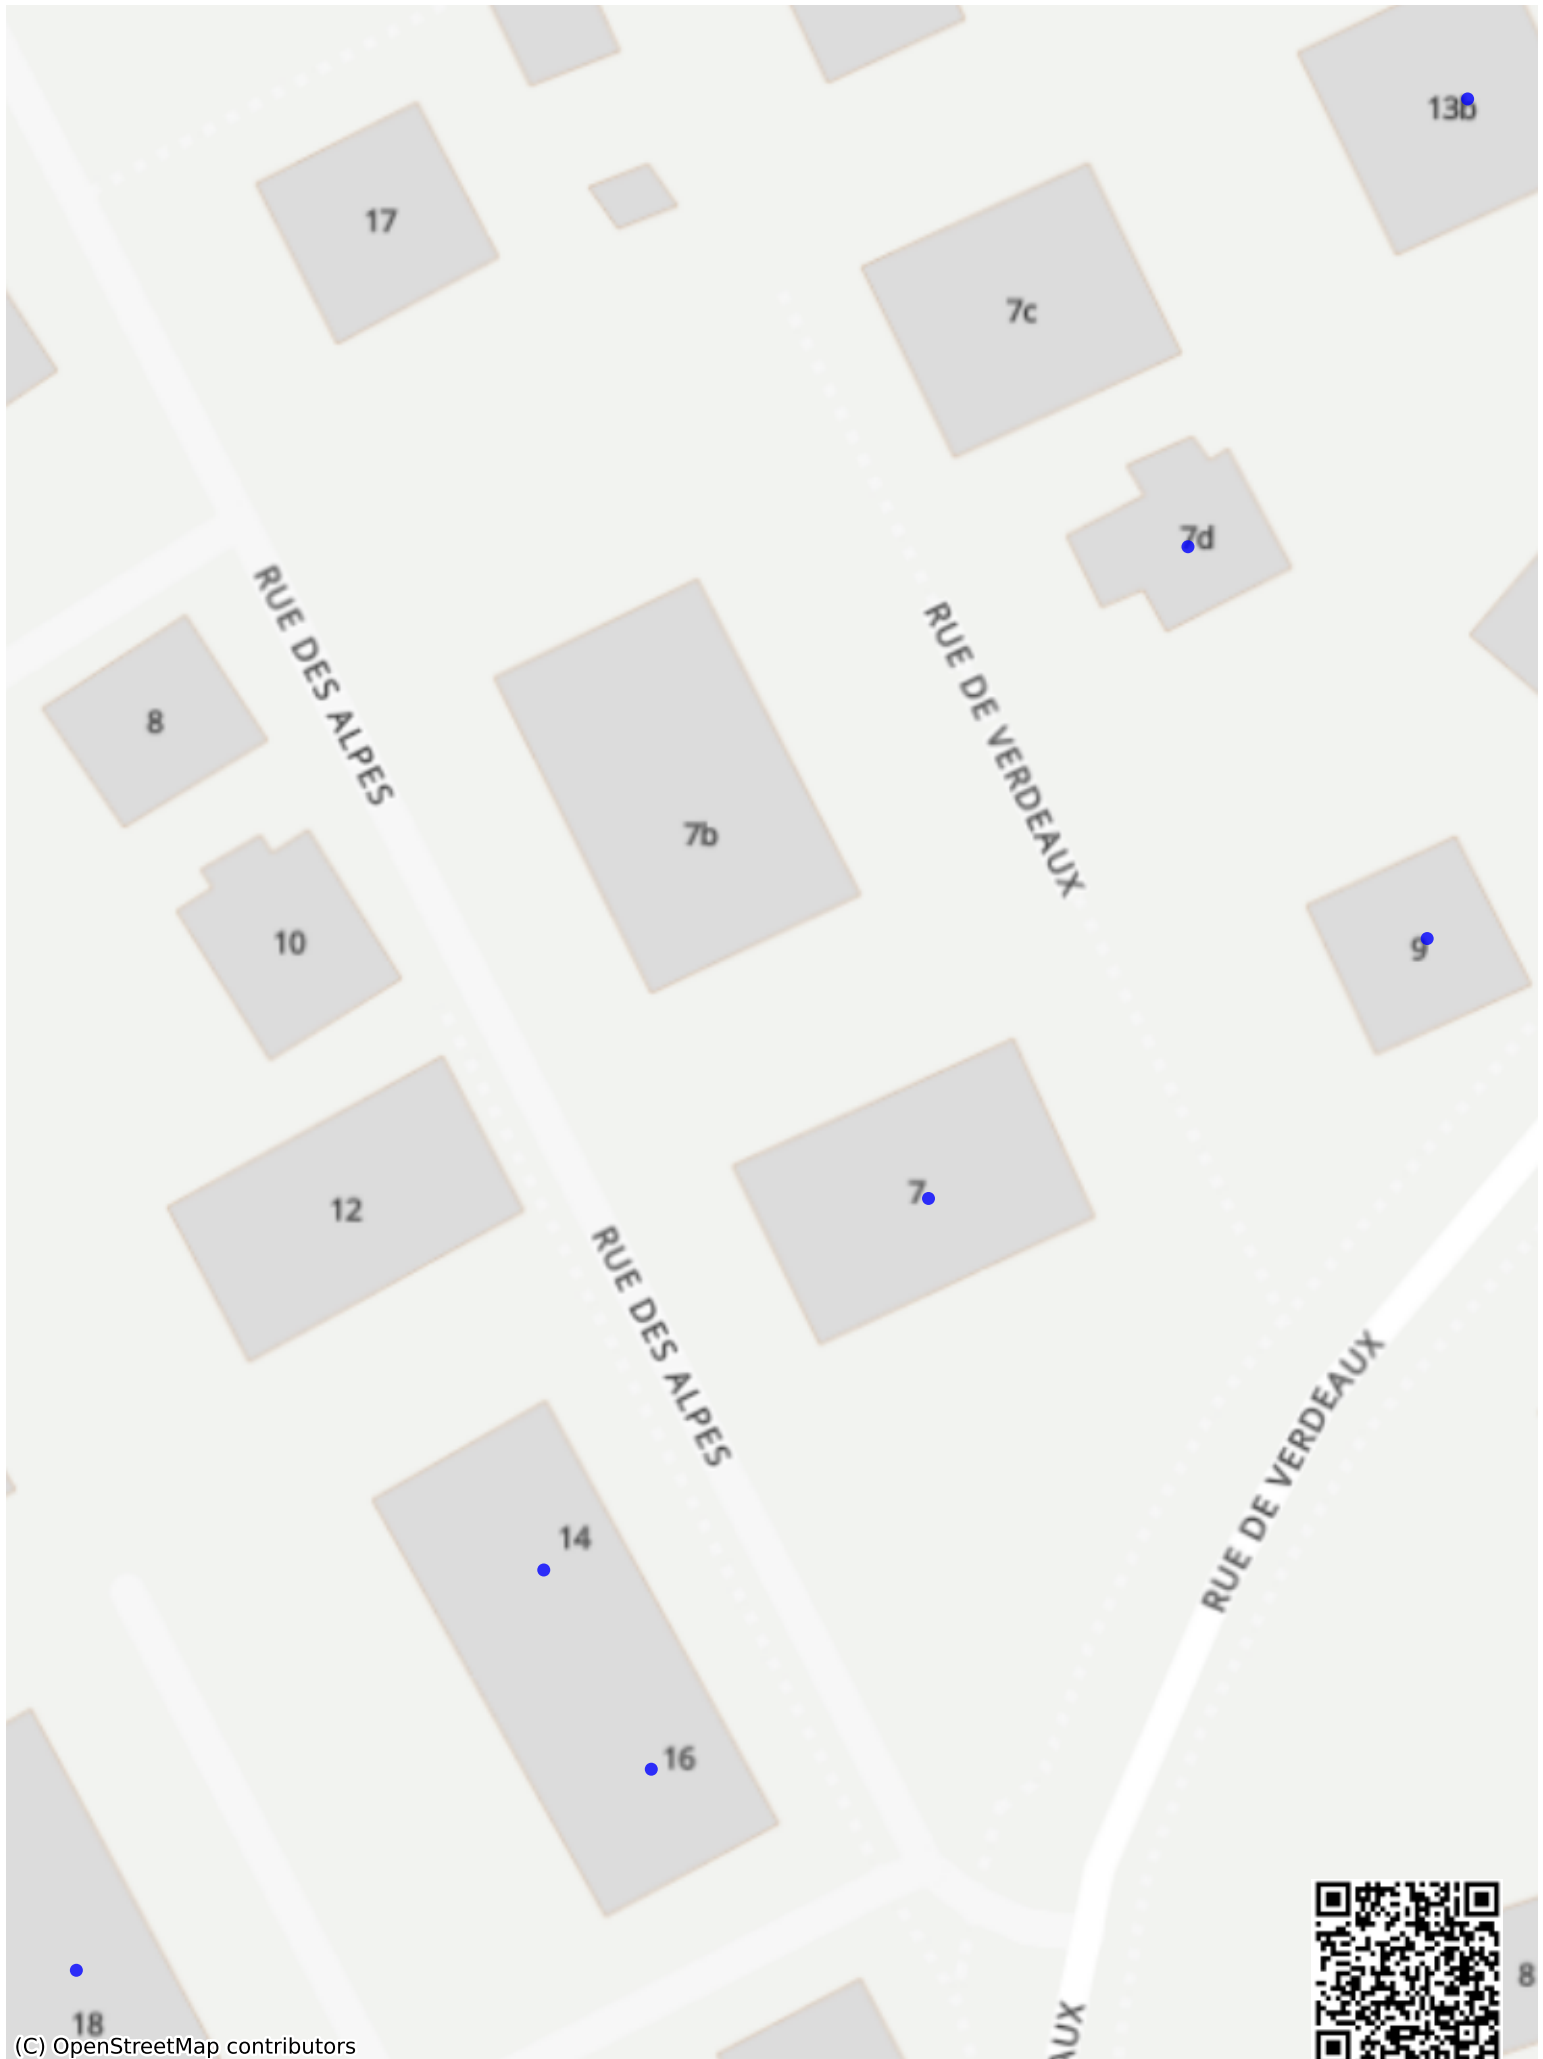 13b
17
7c
7d
RUE DES ALPES
RUE DE VERDEAUX
8
7b
10
9
7
12
RUE DES ALPES
RUE DE VERDEAUX
14
16
8
18
AUX
(C) OpenStreetMap contributors